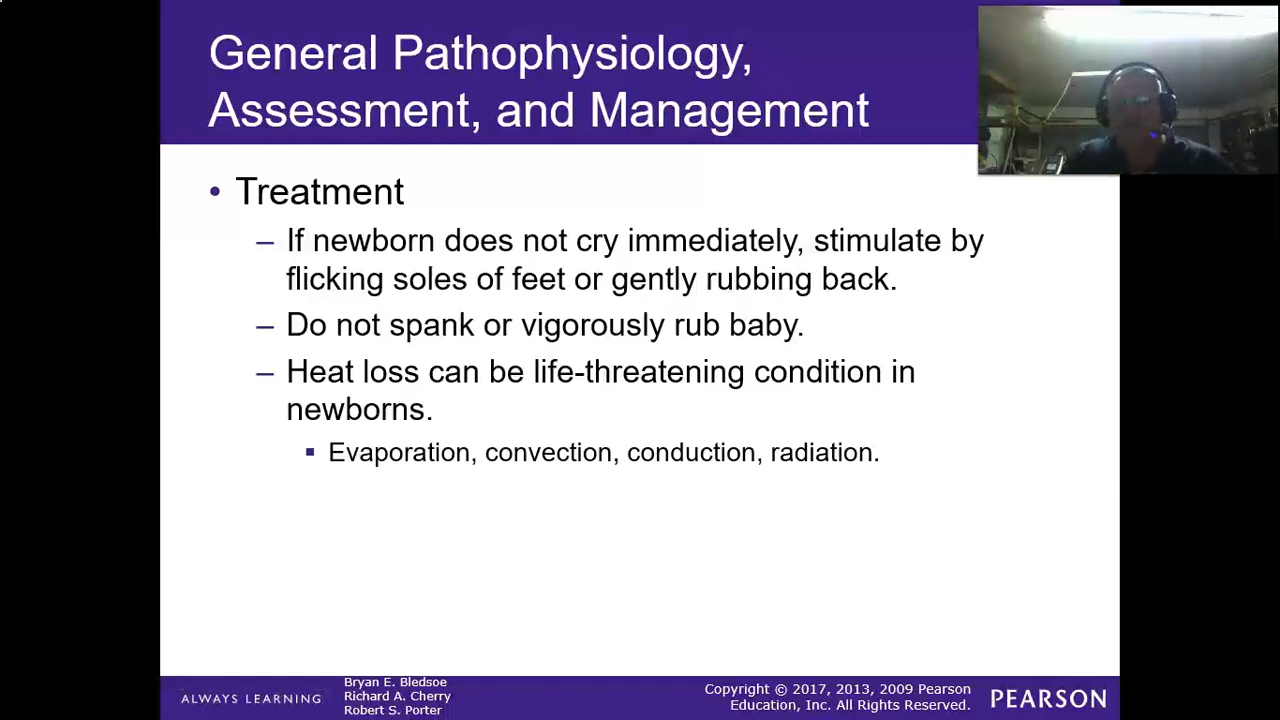 General Pathophysiology,
Assessment, and Management
• Treatment
– If newborn does not cry immediately, stimulate by
flicking soles of feet or gently rubbing back.
– Do not spank or vigorously rub baby.
– Heat loss can be life-threatening condition in
newborns.
▪ Evaporation, convection, conduction, radiation.
ALWAYS LEARNING
Bryan E. Bledsoe
Richard A. Cherry
Robert S. Porter
Copyright © 2017, 2013, 2009 Pearson
Education, Inc. All Rights Reserved.
PEARSON